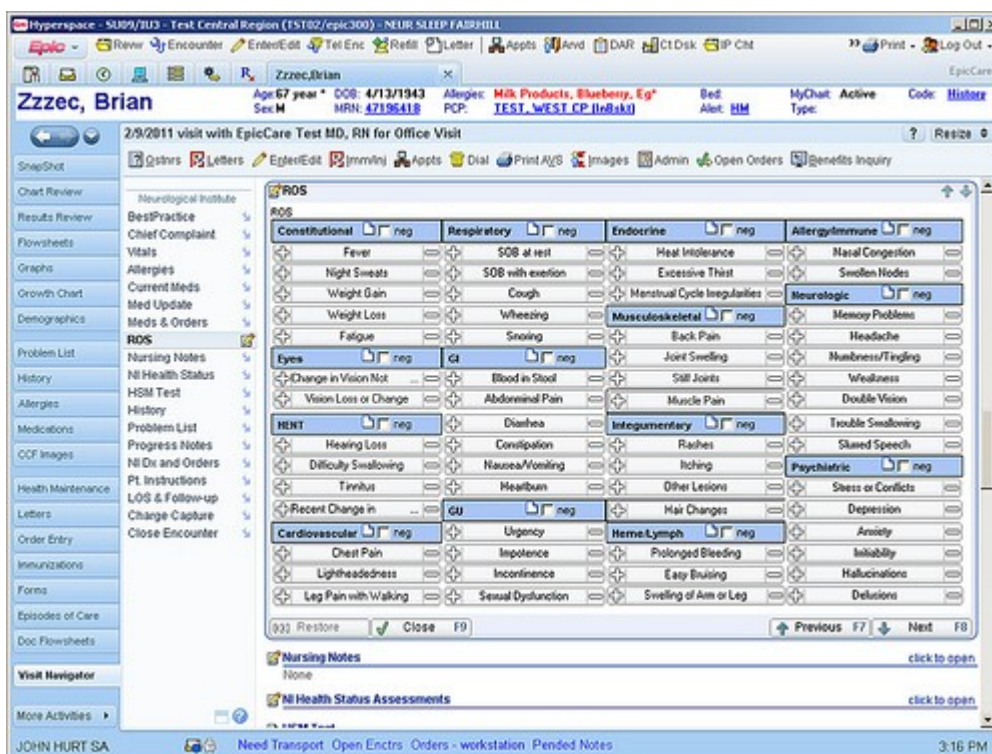 Hyperspace - SU09/IU3 - Test Central Region (TST02/epic300) - NEUR SLEEP FAIRHILL
Epic Revw Encounter Enter/Edit Tel Enc Refill Letter Appts Arvd DAR Ct Dsk IP Cht Print Log Out
Zzzec,Brian × EpicCare
Zzzec, Brian Age: 67 year * DOB: 4/13/1943 Allergies: Milk Products, Blueberry, Eg* Bed: MyChart: Active Code: History
Sex: M MRN: 47196418 PCP: TEST, WEST CP (InBskt) Alert: HM Type:
2/9/2011 visit with EpicCare Test MD, RN for Office Visit ? Resize
Qstnrs Letters Enter/Edit Imm/Inj Appts Dial Print AVS Images Admin Open Orders Benefits Inquiry
SnapShot
Chart Review
Results Review
Flowsheets
Graphs
Growth Chart
Demographics
Problem List
History
Allergies
Medications
CCF Images
Health Maintenance
Letters
Order Entry
Immunizations
Forms
Episodes of Care
Doc Flowsheets
Visit Navigator
More Activities
Neurological Institute
BestPractice
Chief Complaint
Vitals
Allergies
Current Meds
Med Update
Meds & Orders
ROS
Nursing Notes
NI Health Status
HSM Test
History
Problem List
Progress Notes
NI Dx and Orders
Pt. Instructions
LOS & Follow-up
Charge Capture
Close Encounter
ROS
ROS
Constitutional neg
Fever
Night Sweats
Weight Gain
Weight Loss
Fatigue
Eyes neg
Change in Vision Not ...
Vision Loss or Change
HENT neg
Hearing Loss
Difficulty Swallowing
Tinnitus
Recent Change in ...
Cardiovascular neg
Chest Pain
Lightheadedness
Leg Pain with Walking
Respiratory neg
SOB at rest
SOB with exertion
Cough
Wheezing
Snoring
GI neg
Blood in Stool
Abdominal Pain
Diarrhea
Constipation
Nausea/Vomiting
Heartburn
GU neg
Urgency
Impotence
Incontinence
Sexual Dysfunction
Endocrine neg
Heat Intolerance
Excessive Thirst
Menstrual Cycle Irregularities
Musculoskeletal neg
Back Pain
Joint Swelling
Still Joints
Muscle Pain
Integumentary neg
Rashes
Itching
Other Lesions
Hair Changes
Heme/Lymph neg
Prolonged Bleeding
Easy Bruising
Swelling of Arm or Leg
Allergy/Immune neg
Nasal Congestion
Swollen Nodes
Neurologic neg
Memory Problems
Headache
Numbness/Tingling
Weakness
Double Vision
Trouble Swallowing
Slurred Speech
Psychiatric neg
Stress or Conflicts
Depression
Anxiety
Irritability
Hallucinations
Delusions
Restore Close F9 Previous F7 Next F8
Nursing Notes click to open
None
NI Health Status Assessments click to open
JOHN HURT SA Need Transport Open Enctrs Orders - workstation Pended Notes 3:16 PM